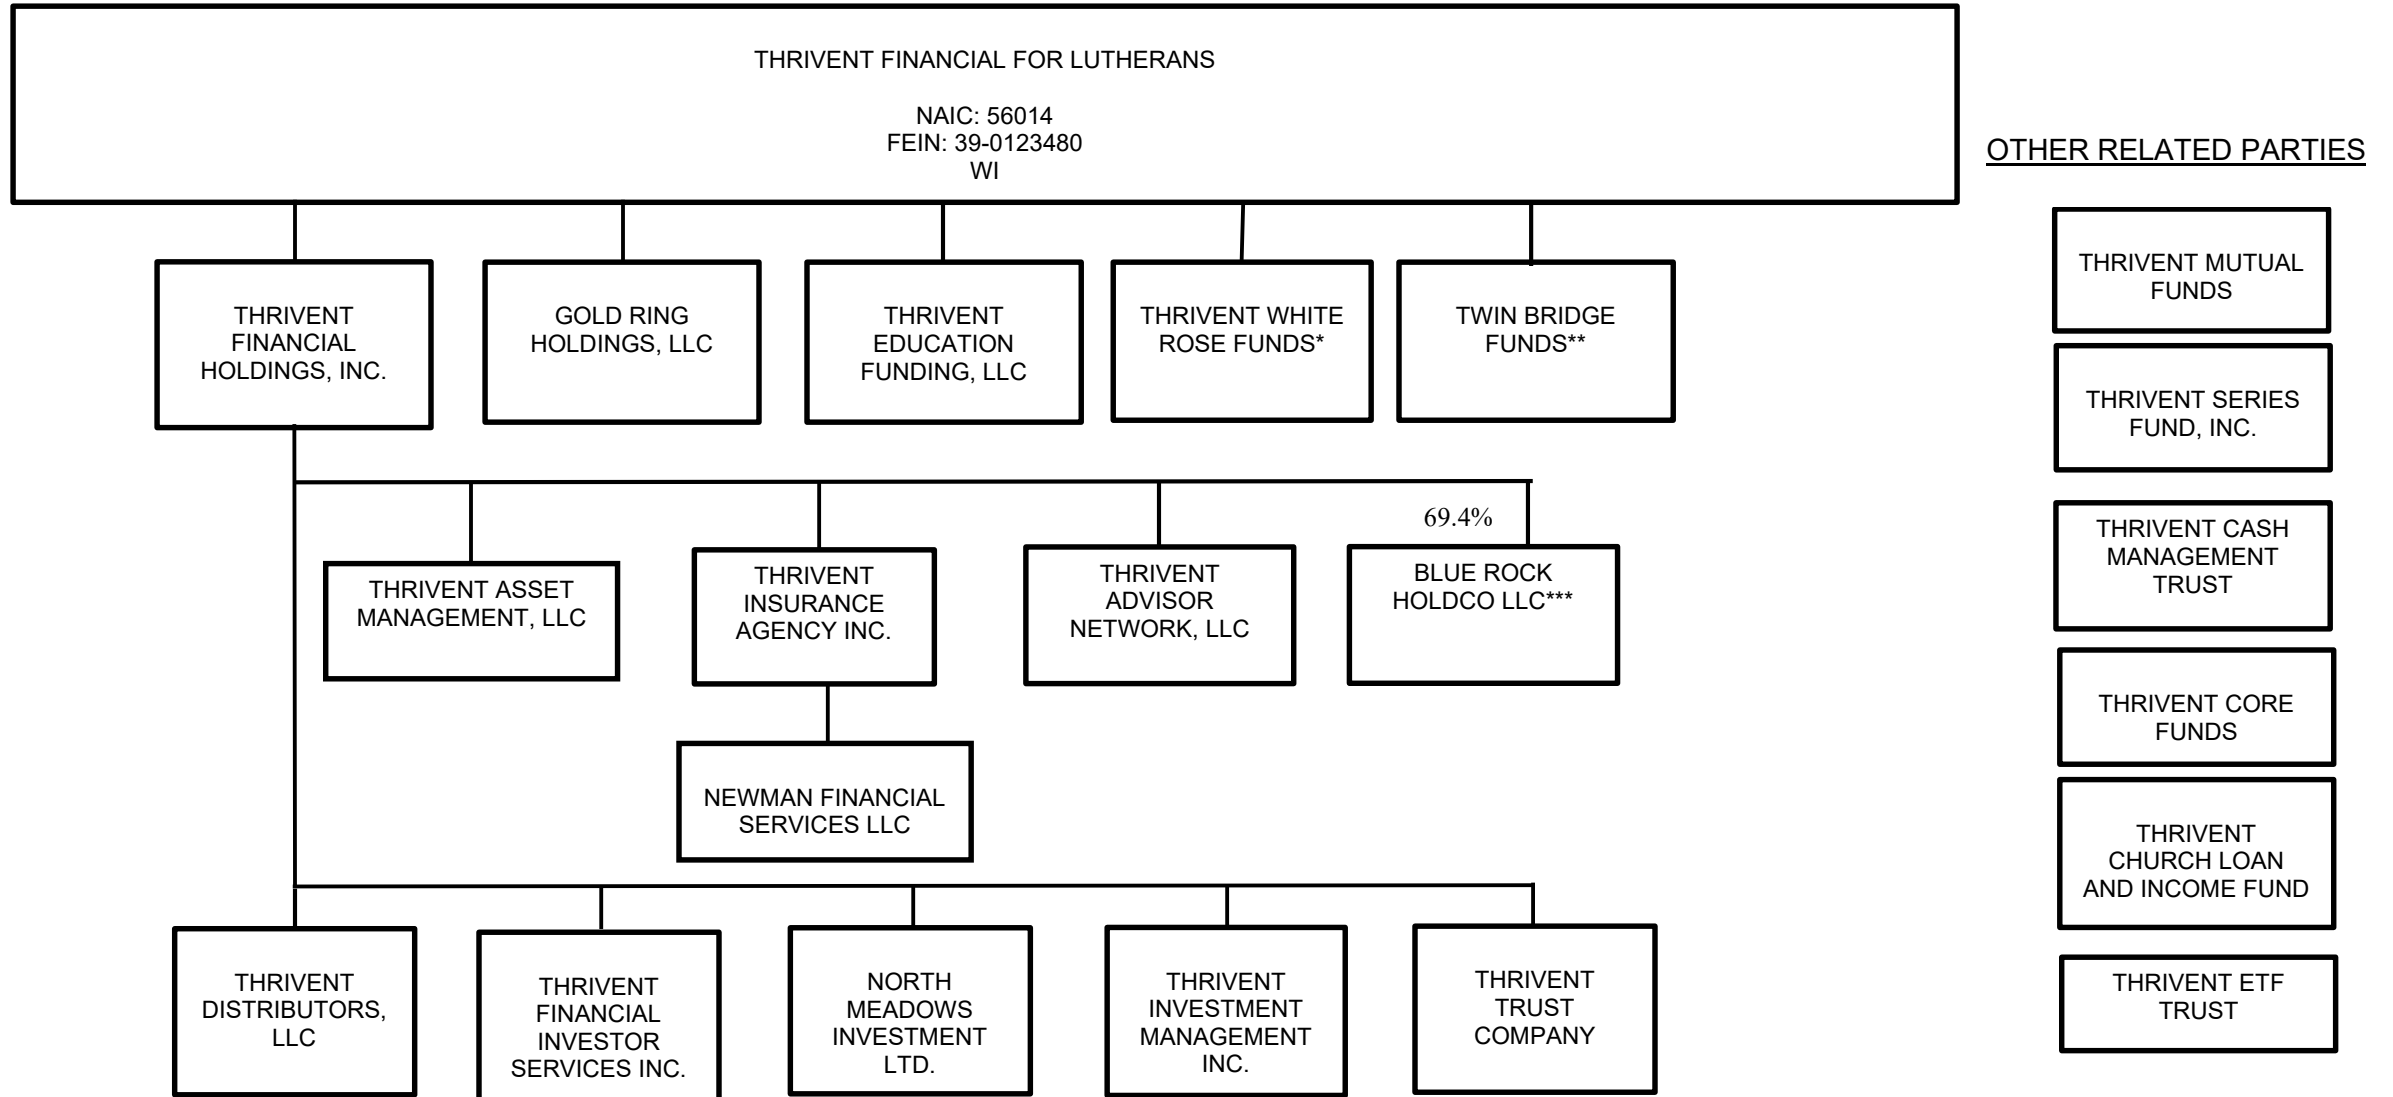 THRIVENT FINANCIAL FOR LUTHERANS
NAIC: 56014
FEIN: 39-0123480
WI
OTHER RELATED PARTIES
THRIVENT
FINANCIAL
HOLDINGS, INC.
GOLD RING
HOLDINGS, LLC
THRIVENT
EDUCATION
FUNDING, LLC
THRIVENT WHITE
ROSE FUNDS*
TWIN BRIDGE
FUNDS**
69.4%
THRIVENT ASSET
MANAGEMENT, LLC
THRIVENT
INSURANCE
AGENCY INC.
THRIVENT
ADVISOR
NETWORK, LLC
BLUE ROCK
HOLDCO LLC***
NEWMAN FINANCIAL
SERVICES LLC
THRIVENT
DISTRIBUTORS,
LLC
THRIVENT
FINANCIAL
INVESTOR
SERVICES INC.
NORTH
MEADOWS
INVESTMENT
LTD.
THRIVENT
INVESTMENT
MANAGEMENT
INC.
THRIVENT
TRUST
COMPANY
THRIVENT MUTUAL
FUNDS
THRIVENT SERIES
FUND, INC.
THRIVENT CASH
MANAGEMENT
TRUST
THRIVENT CORE
FUNDS
THRIVENT
CHURCH LOAN
AND INCOME FUND
THRIVENT ETF
TRUST